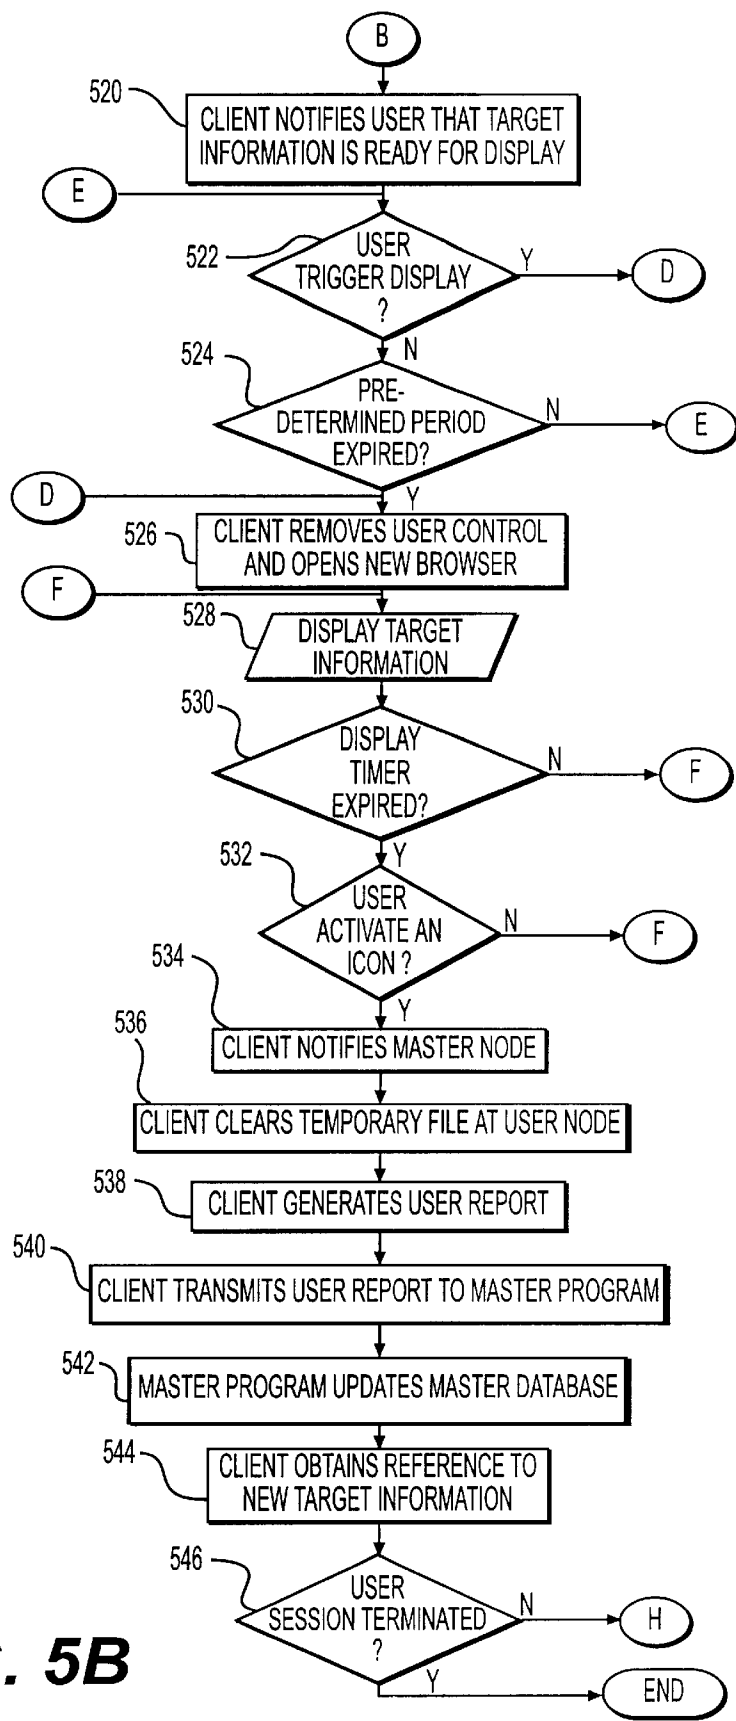 B
520
CLIENT NOTIFIES USER THAT TARGET
INFORMATION IS READY FOR DISPLAY
E
522
USER
TRIGGER DISPLAY
?
Y
D
N
524
PRE-
DETERMINED PERIOD
EXPIRED?
N
E
D
Y
526
CLIENT REMOVES USER CONTROL
AND OPENS NEW BROWSER
F
528
DISPLAY TARGET
INFORMATION
530
DISPLAY
TIMER
EXPIRED?
N
F
Y
532
USER
ACTIVATE AN
ICON ?
N
F
Y
534
CLIENT NOTIFIES MASTER NODE
536
CLIENT CLEARS TEMPORARY FILE AT USER NODE
538
CLIENT GENERATES USER REPORT
540
CLIENT TRANSMITS USER REPORT TO MASTER PROGRAM
542
MASTER PROGRAM UPDATES MASTER DATABASE
544
CLIENT OBTAINS REFERENCE TO
NEW TARGET INFORMATION
546
USER
SESSION TERMINATED
?
N
H
Y
END
. 5B